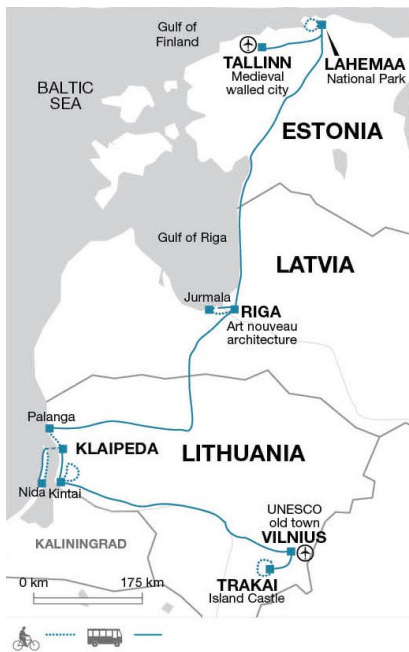 Gulf of
Finland
TALLINN
Medieval
walled city
LAHEMAA
National Park
BALTIC
SEA
ESTONIA
Gulf of Riga
LATVIA
Jurmala
RIGA
Art nouveau
architecture
Palanga
KLAIPEDA
LITHUANIA
Nida Kintai
UNESCO
old town
VILNIUS
KALININGRAD
TRAKAI
Island Castle
0 km 175 km